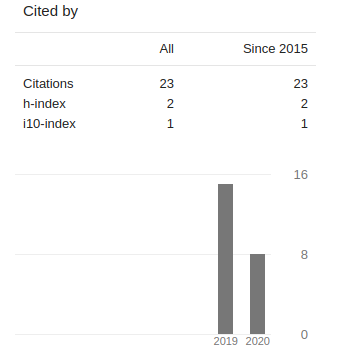 Cited by
All Since 2015
Citations 23 23
h-index 2 2
i10-index 1 1
16
8
0
2019 2020